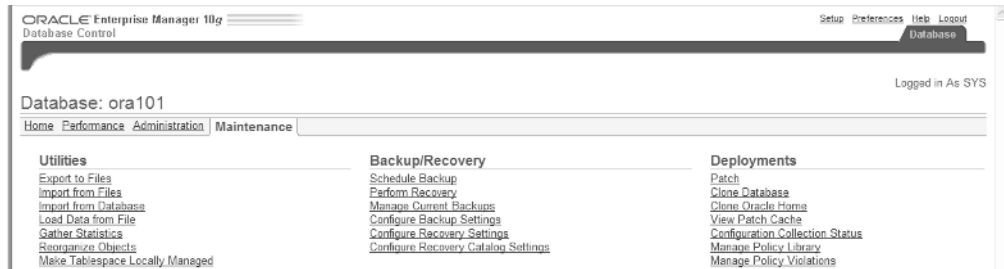 ORACLE Enterprise Manager 10g
Database Control
Setup Preferences Help Logout
Database
Logged in As SYS
Database: ora101
Home Performance Administration Maintenance
Utilities
Export to Files
Import from Files
Import from Database
Load Data from File
Gather Statistics
Reorganize Objects
Make Tablespace Locally Managed
Backup/Recovery
Schedule Backup
Perform Recovery
Manage Current Backups
Configure Backup Settings
Configure Recovery Settings
Configure Recovery Catalog Settings
Deployments
Patch
Clone Database
Clone Oracle Home
View Patch Cache
Configuration Collection Status
Manage Policy Library
Manage Policy Violations